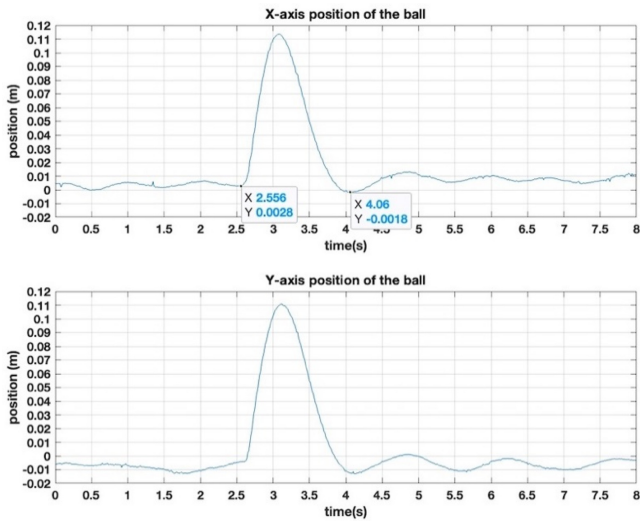 X-axis position of the ball
0.12
0.11
0.1
0.09
0.08
0.07
0.06
0.05
0.04
0.03
0.02
0.01
0
-0.01
-0.02
position (m)
X 2.556
Y 0.0028
X 4.06
Y -0.0018
0 0.5 1 1.5 2 2.5 3 3.5 4 4.5 5 5.5 6 6.5 7 7.5 8
time(s)
Y-axis position of the ball
0.12
0.11
0.1
0.09
0.08
0.07
0.06
0.05
0.04
0.03
0.02
0.01
0
-0.01
-0.02
position (m)
0 0.5 1 1.5 2 2.5 3 3.5 4 4.5 5 5.5 6 6.5 7 7.5 8
time(s)